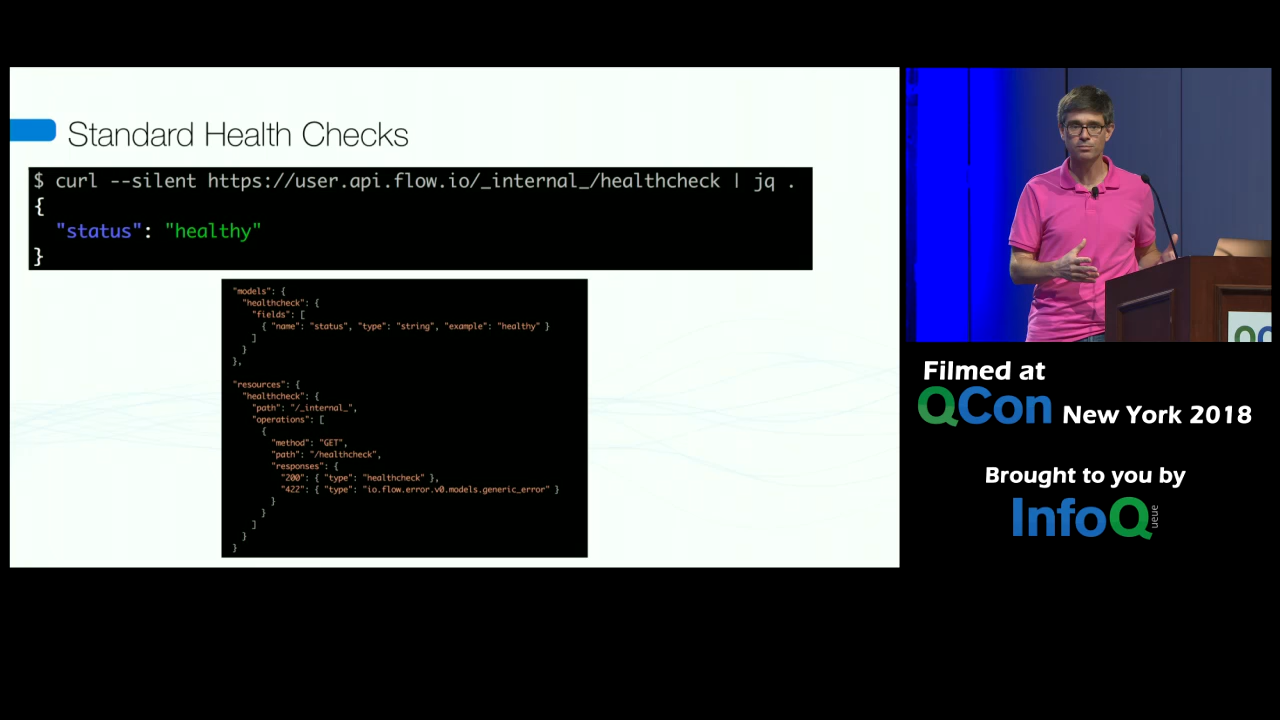 Standard Health Checks
$ curl --silent https://user.api.flow.io/_internal_/healthcheck | jq .
{
"status": "healthy"
}
"models": {
"healthcheck": {
"fields": [
{ "name": "status", "type": "string", "example": "healthy" }
]
}
},
"resources": {
"healthcheck": {
"path": "/_internal_",
"operations": [
{
"method": "GET",
"path": "/healthcheck",
"responses": {
"200": { "type": "healthcheck" },
"422": { "type": "io.flow.error.v0.models.generic_error" }
}
}
]
}
}
QC
Filmed at
QCon New York 2018
Brought to you by
InfoQ
queue